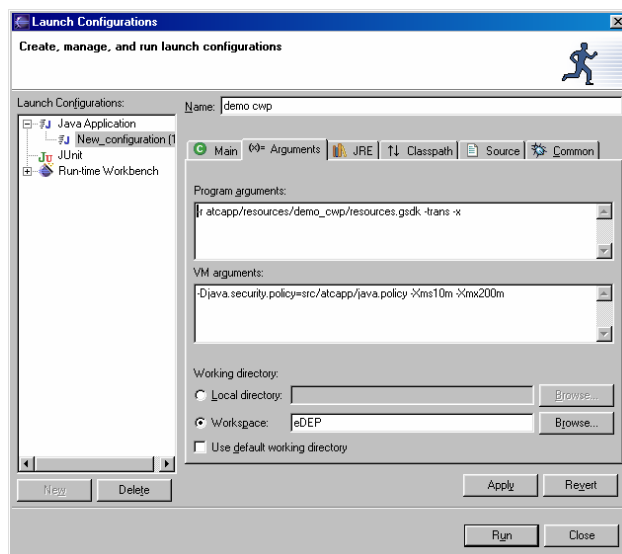 Launch Configurations
Create, manage, and run launch configurations
Launch Configurations:
Java Application
New_configuration (1
JUnit
Run-time Workbench
New
Delete
Name: demo cwp
Main (x)= Arguments JRE Classpath Source Common
Program arguments:
r atcapp/resources/demo_cwp/resources.gsdk -trans -x
VM arguments:
-Djava.security.policy=src/atcapp/java.policy -Xms10m -Xmx200m
Working directory:
Local directory: Browse...
Workspace: eDEP Browse...
Use default working directory
Apply Revert
Run Close